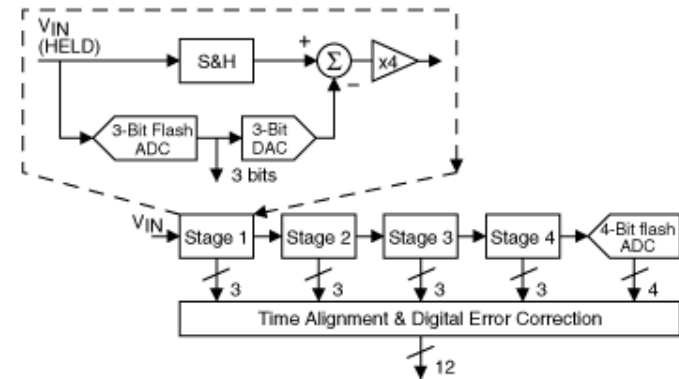 VIN
(HELD)
S&H
+
Σ
−
x4
3-Bit Flash
ADC
3-Bit
DAC
3 bits
VIN
Stage 1
Stage 2
Stage 3
Stage 4
4-Bit flash
ADC
3
3
3
3
4
Time Alignment & Digital Error Correction
12